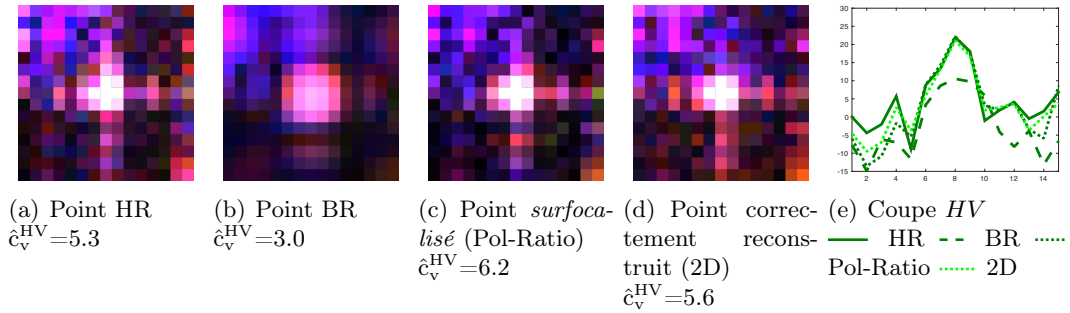 30
25
20
15
10
5
0
-5
-10
-15
2 4 6 8 10 12 14
(a) Point HR
ĉ_v^HV=5.3
(b) Point BR
ĉ_v^HV=3.0
(c) Point surfoca-
lisé (Pol-Ratio)
ĉ_v^HV=6.2
(d) Point correc-
tement recons-
truit (2D)
ĉ_v^HV=5.6
(e) Coupe HV
HR BR
Pol-Ratio 2D